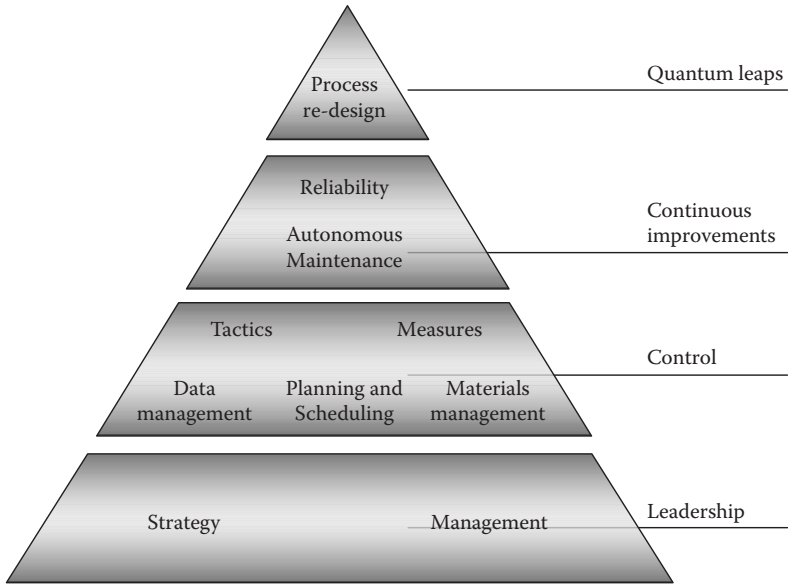 Process
re-design
Quantum leaps
Reliability
Autonomous
Maintenance
Continuous
improvements
Tactics
Measures
Data
management
Planning and
Scheduling
Materials
management
Control
Strategy
Management
Leadership